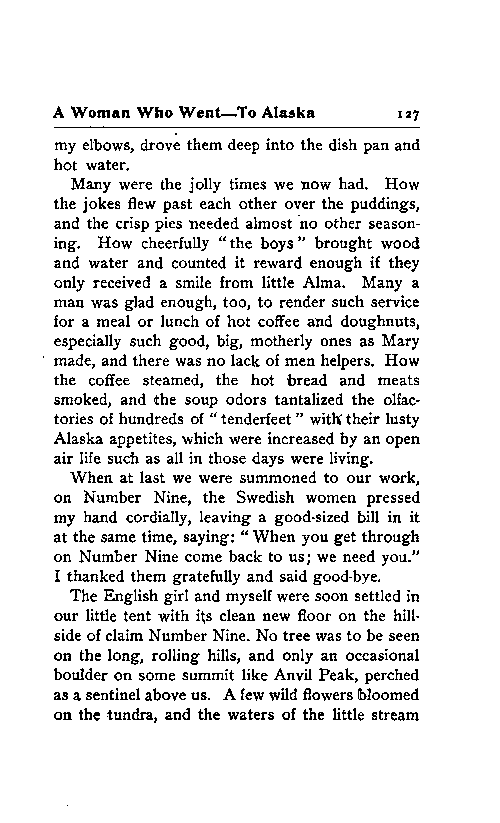 A Woman Who Went—To Alaska 127
my elbows, drove them deep into the dish pan and
hot water.
Many were the jolly times we now had. How
the jokes flew past each other over the puddings,
and the crisp pies needed almost no other season-
ing. How cheerfully "the boys" brought wood
and water and counted it reward enough if they
only received a smile from little Alma. Many a
man was glad enough, too, to render such service
for a meal or lunch of hot coffee and doughnuts,
especially such good, big, motherly ones as Mary
made, and there was no lack of men helpers. How
the coffee steamed, the hot bread and meats
smoked, and the soup odors tantalized the olfac-
tories of hundreds of "tenderfeet" with their lusty
Alaska appetites, which were increased by an open
air life such as all in those days were living.
When at last we were summoned to our work,
on Number Nine, the Swedish women pressed
my hand cordially, leaving a good-sized bill in it
at the same time, saying: "When you get through
on Number Nine come back to us; we need you."
I thanked them gratefully and said good-bye.
The English girl and myself were soon settled in
our little tent with its clean new floor on the hill-
side of claim Number Nine. No tree was to be seen
on the long, rolling hills, and only an occasional
boulder on some summit like Anvil Peak, perched
as a sentinel above us. A few wild flowers bloomed
on the tundra, and the waters of the little stream